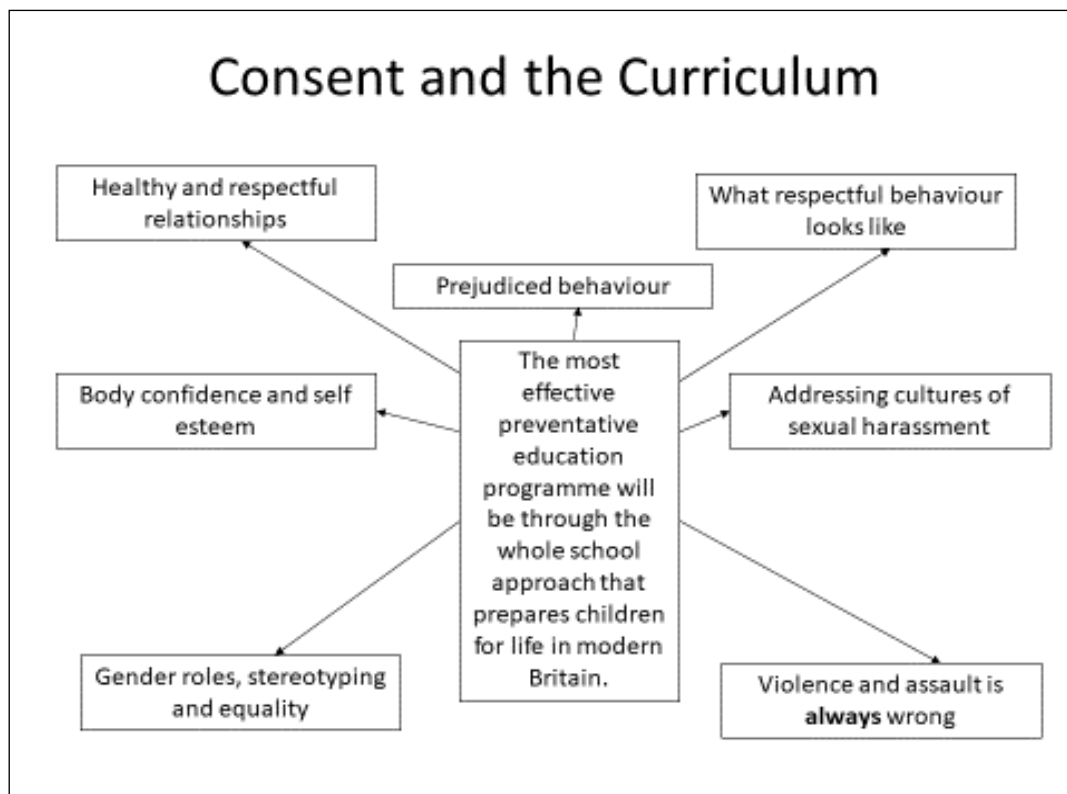 Consent and the Curriculum
Healthy and respectful
relationships
What respectful behaviour
looks like
Prejudiced behaviour
The most
effective
preventative
education
programme will
be through the
whole school
approach that
prepares children
for life in modern
Britain.
Body confidence and self
esteem
Addressing cultures of
sexual harassment
Gender roles, stereotyping
and equality
Violence and assault is
always wrong